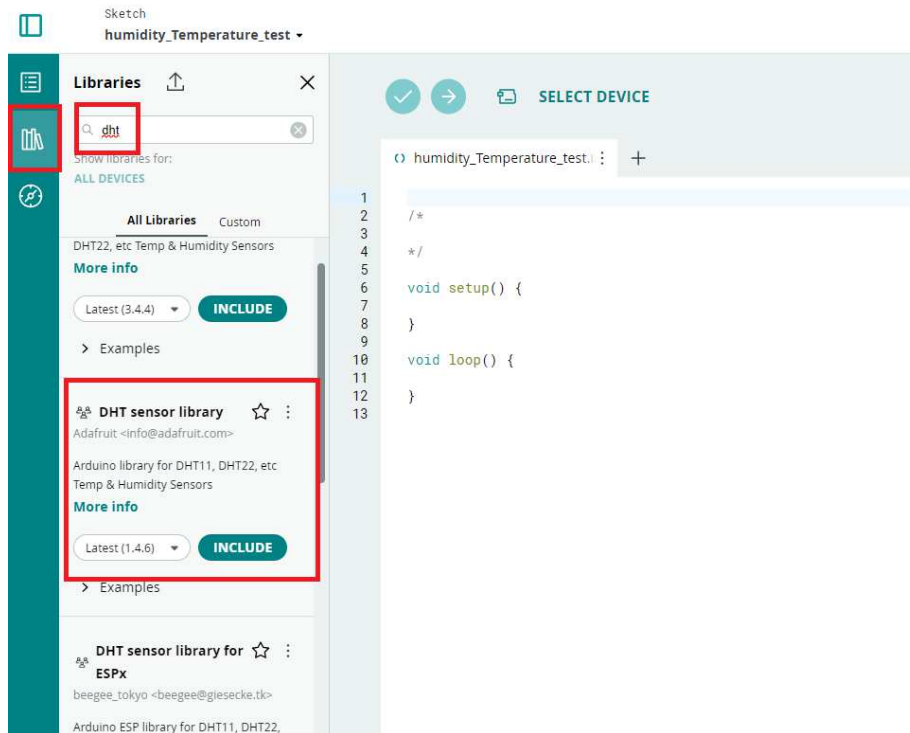 Sketch
humidity_Temperature_test
Libraries
SELECT DEVICE
dht
Show libraries for:
ALL DEVICES
All Libraries Custom
DHT22, etc Temp & Humidity Sensors
More info
Latest (3.4.4) INCLUDE
Examples
DHT sensor library
Adafruit <info@adafruit.com>
Arduino library for DHT11, DHT22, etc
Temp & Humidity Sensors
More info
Latest (1.4.6) INCLUDE
Examples
DHT sensor library for
ESPx
beegee_tokyo <beegee@giesecke.tk>
Arduino ESP library for DHT11, DHT22,
humidity_Temperature_test.
1
2 /*
3
4 */
5
6 void setup() {
7
8 }
9
10 void loop() {
11
12 }
13